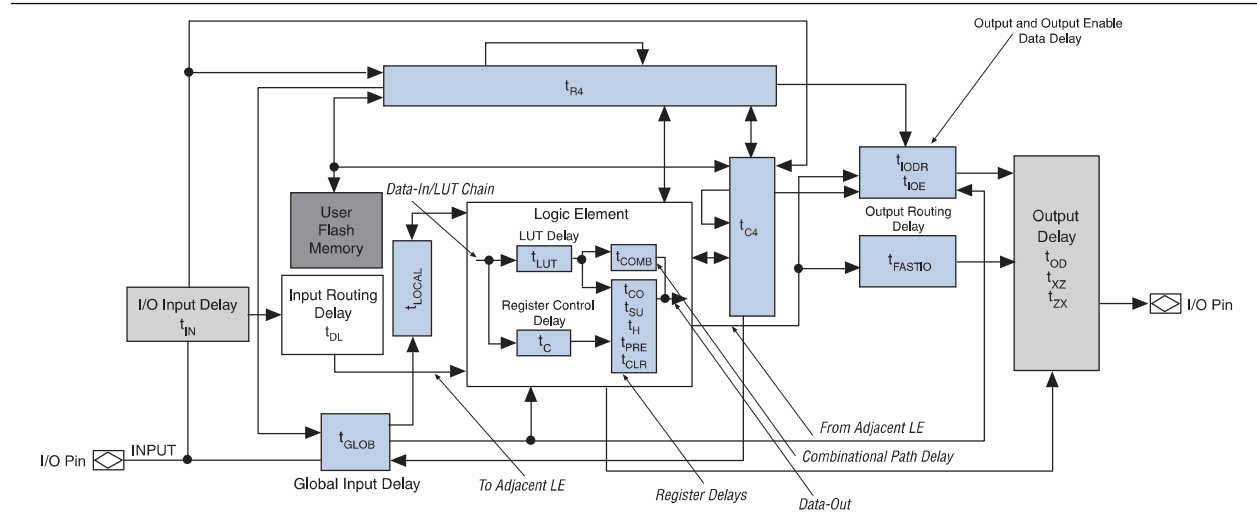 Output and Output Enable
Data Delay
tR4
tIODR
tIOE
Data-In/LUT Chain
User
Flash
Memory
Logic Element
tC4
Output Routing
Delay
Output
Delay
tOD
tXZ
tZX
LUT Delay
tLUT
tCOMB
tLOCAL
tFASTIO
I/O Input Delay
tIN
Input Routing
Delay
tDL
Register Control
Delay
tC
tCO
tSU
tH
tPRE
tCLR
I/O Pin
From Adjacent LE
I/O Pin
INPUT
tGLOB
Global Input Delay
To Adjacent LE
Combinational Path Delay
Register Delays
Data-Out